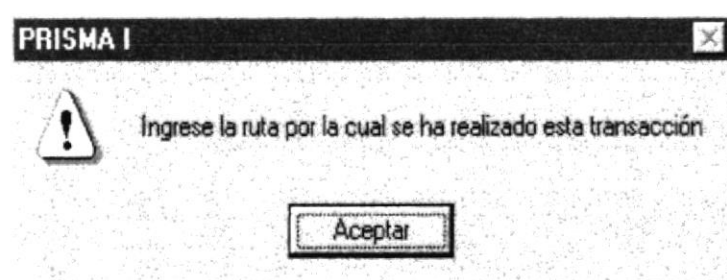 PRISMA I
Ingrese la ruta por la cual se ha realizado esta transacción
Aceptar